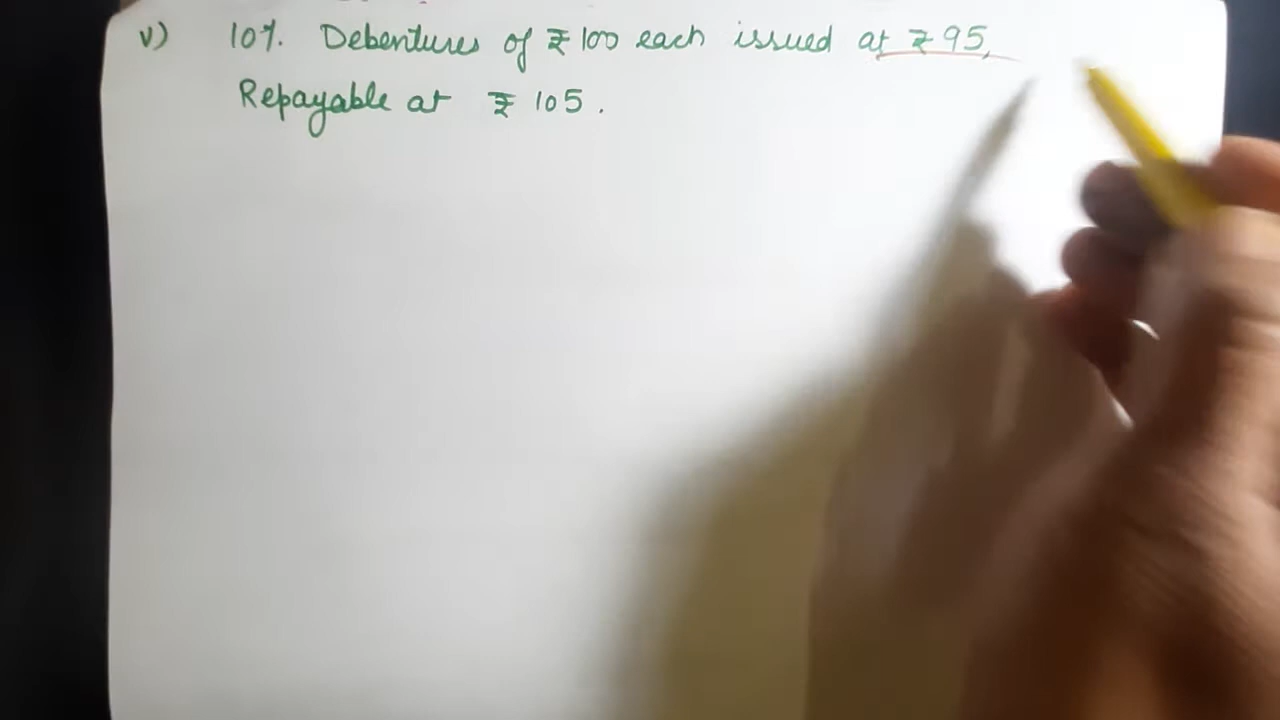 v) 10%. Debentures of ₹ 100 each issued at ₹ 95,
Repayable at ₹ 105.